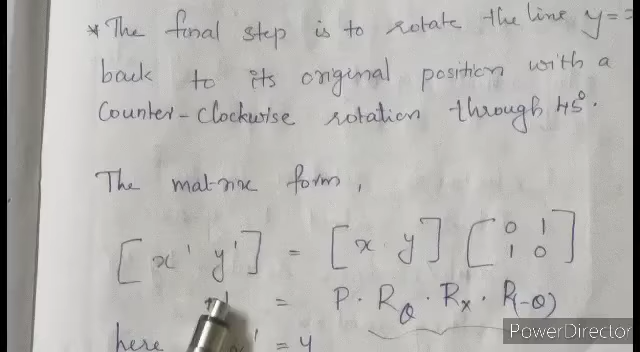 * The final step is to rotate the line y=
back to its original position with a
Counter-clockwise rotation through 45°.
The matrix form,
[x' y'] = [x y] [0 1
1 0]
= P. Rθ. Rx. R(-θ)
here x' = y
PowerDirector